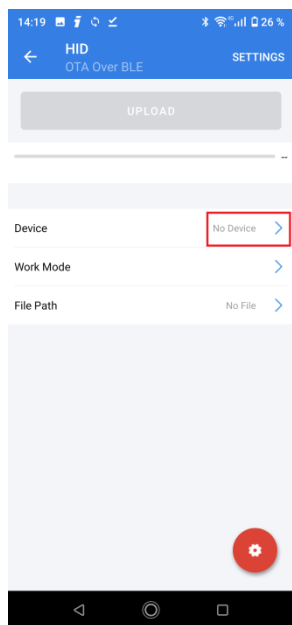 14:19 26 %
HID
OTA Over BLE
SETTINGS
UPLOAD
--
Device No Device
Work Mode
File Path No File